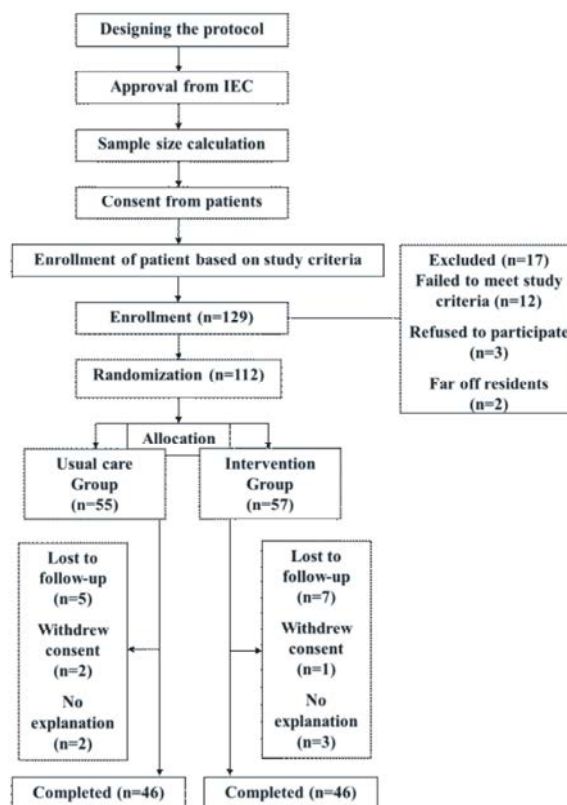 Designing the protocol
Approval from IEC
Sample size calculation
Consent from patients
Enrollment of patient based on study criteria
Excluded (n=17)
Failed to meet study
criteria (n=12)
Refused to participate
(n=3)
Far off residents
(n=2)
Enrollment (n=129)
Randomization (n=112)
Allocation
Usual care
Group
(n=55)
Intervention
Group
(n=57)
Lost to
follow-up
(n=5)
Withdrew
consent
(n=2)
No
explanation
(n=2)
Lost to
follow-up
(n=7)
Withdrew
consent
(n=1)
No
explanation
(n=3)
Completed (n=46)
Completed (n=46)